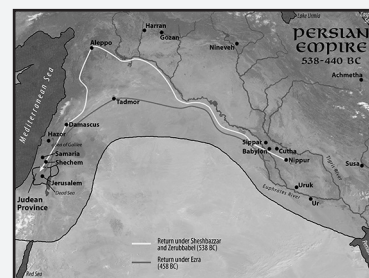 Lake Urmia
PERSIAN
EMPIRE
538-440 BC
Harran
Gozan
Nineveh
Aleppo
Achmetha
Mediterranean Sea
Tadmor
Damascus
Hazor
Sea of Galilee
Samaria
Shechem
Jerusalem
Dead Sea
Judean
Province
Sippar
Babylon
Cutha
Nippur
Susa
Tigris River
Uruk
Euphrates River
Ur
Return under Sheshbazzar
and Zerubbabel (538 BC)
Return under Ezra
(458 BC)
Red Sea